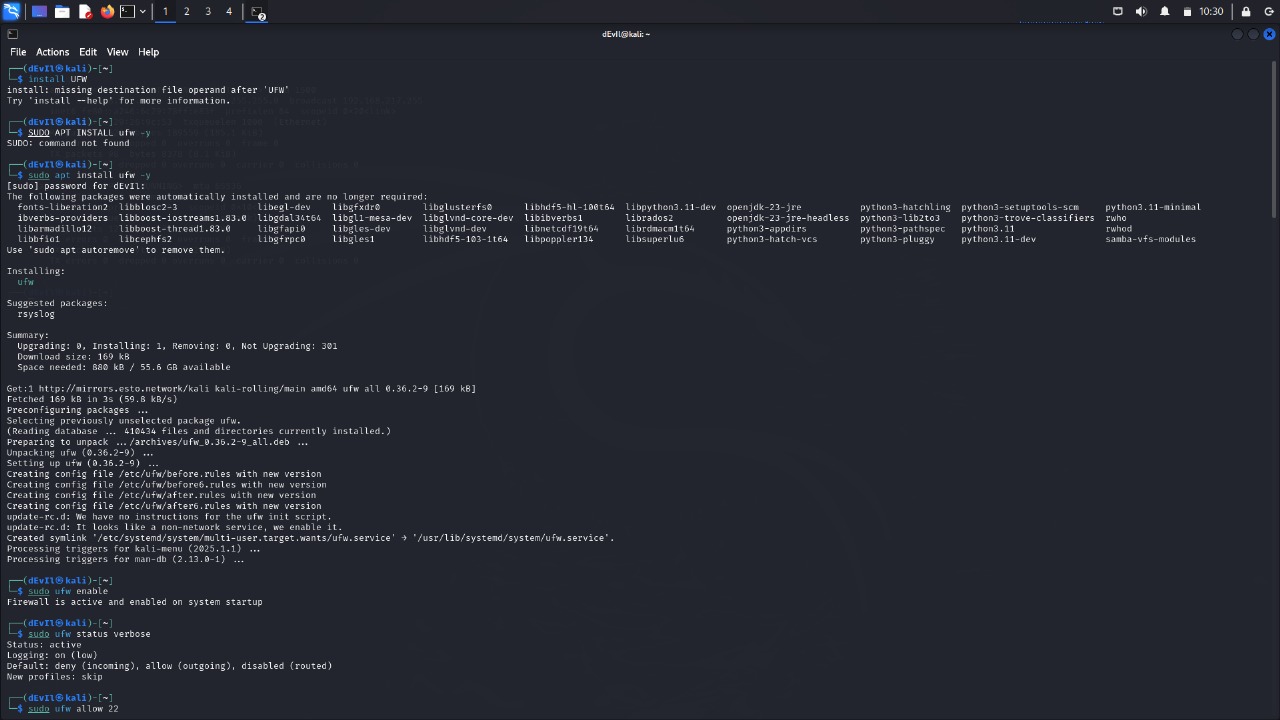 1 2 3 4 2 10:30
dEvIl@kali: ~
File Actions Edit View Help
┌──(dEvIl㉿kali)-[~]
└─$ install UFW
install: missing destination file operand after 'UFW'
Try 'install --help' for more information.
┌──(dEvIl㉿kali)-[~]
└─$ SUDO APT INSTALL ufw -y
SUDO: command not found
┌──(dEvIl㉿kali)-[~]
└─$ sudo apt install ufw -y
[sudo] password for dEvIl:
The following packages were automatically installed and are no longer required:
fonts-liberation2 libblosc2-3 libegl-dev libgfxdr0 libglusterfs0 libhdf5-hl-100t64 libpython3.11-dev openjdk-23-jre python3-hatchling python3-setuptools-scm python3.11-minimal
ibverbs-providers libboost-iostreams1.83.0 libgdal34t64 libgl1-mesa-dev libglvnd-core-dev libibverbs1 librados2 openjdk-23-jre-headless python3-lib2to3 python3-trove-classifiers rwho
libarmadillo12 libboost-thread1.83.0 libgfapi0 libgles-dev libglvnd-dev libnetcdf19t64 librdmacm1t64 python3-appdirs python3-pathspec python3.11 rwhod
libbfio1 libcephfs2 libgfrpc0 libgles1 libhdf5-103-1t64 libpoppler134 libsuperlu6 python3-hatch-vcs python3-pluggy python3.11-dev samba-vfs-modules
Use 'sudo apt autoremove' to remove them.
Installing:
ufw
Suggested packages:
rsyslog
Summary:
Upgrading: 0, Installing: 1, Removing: 0, Not Upgrading: 301
Download size: 169 kB
Space needed: 880 kB / 55.6 GB available
Get:1 http://mirrors.esto.network/kali kali-rolling/main amd64 ufw all 0.36.2-9 [169 kB]
Fetched 169 kB in 3s (59.8 kB/s)
Preconfiguring packages ...
Selecting previously unselected package ufw.
(Reading database ... 410434 files and directories currently installed.)
Preparing to unpack .../archives/ufw_0.36.2-9_all.deb ...
Unpacking ufw (0.36.2-9) ...
Setting up ufw (0.36.2-9) ...
Creating config file /etc/ufw/before.rules with new version
Creating config file /etc/ufw/before6.rules with new version
Creating config file /etc/ufw/after.rules with new version
Creating config file /etc/ufw/after6.rules with new version
update-rc.d: We have no instructions for the ufw init script.
update-rc.d: It looks like a non-network service, we enable it.
Created symlink '/etc/systemd/system/multi-user.target.wants/ufw.service' → '/usr/lib/systemd/system/ufw.service'.
Processing triggers for kali-menu (2025.1.1) ...
Processing triggers for man-db (2.13.0-1) ...
┌──(dEvIl㉿kali)-[~]
└─$ sudo ufw enable
Firewall is active and enabled on system startup
┌──(dEvIl㉿kali)-[~]
└─$ sudo ufw status verbose
Status: active
Logging: on (low)
Default: deny (incoming), allow (outgoing), disabled (routed)
New profiles: skip
┌──(dEvIl㉿kali)-[~]
└─$ sudo ufw allow 22